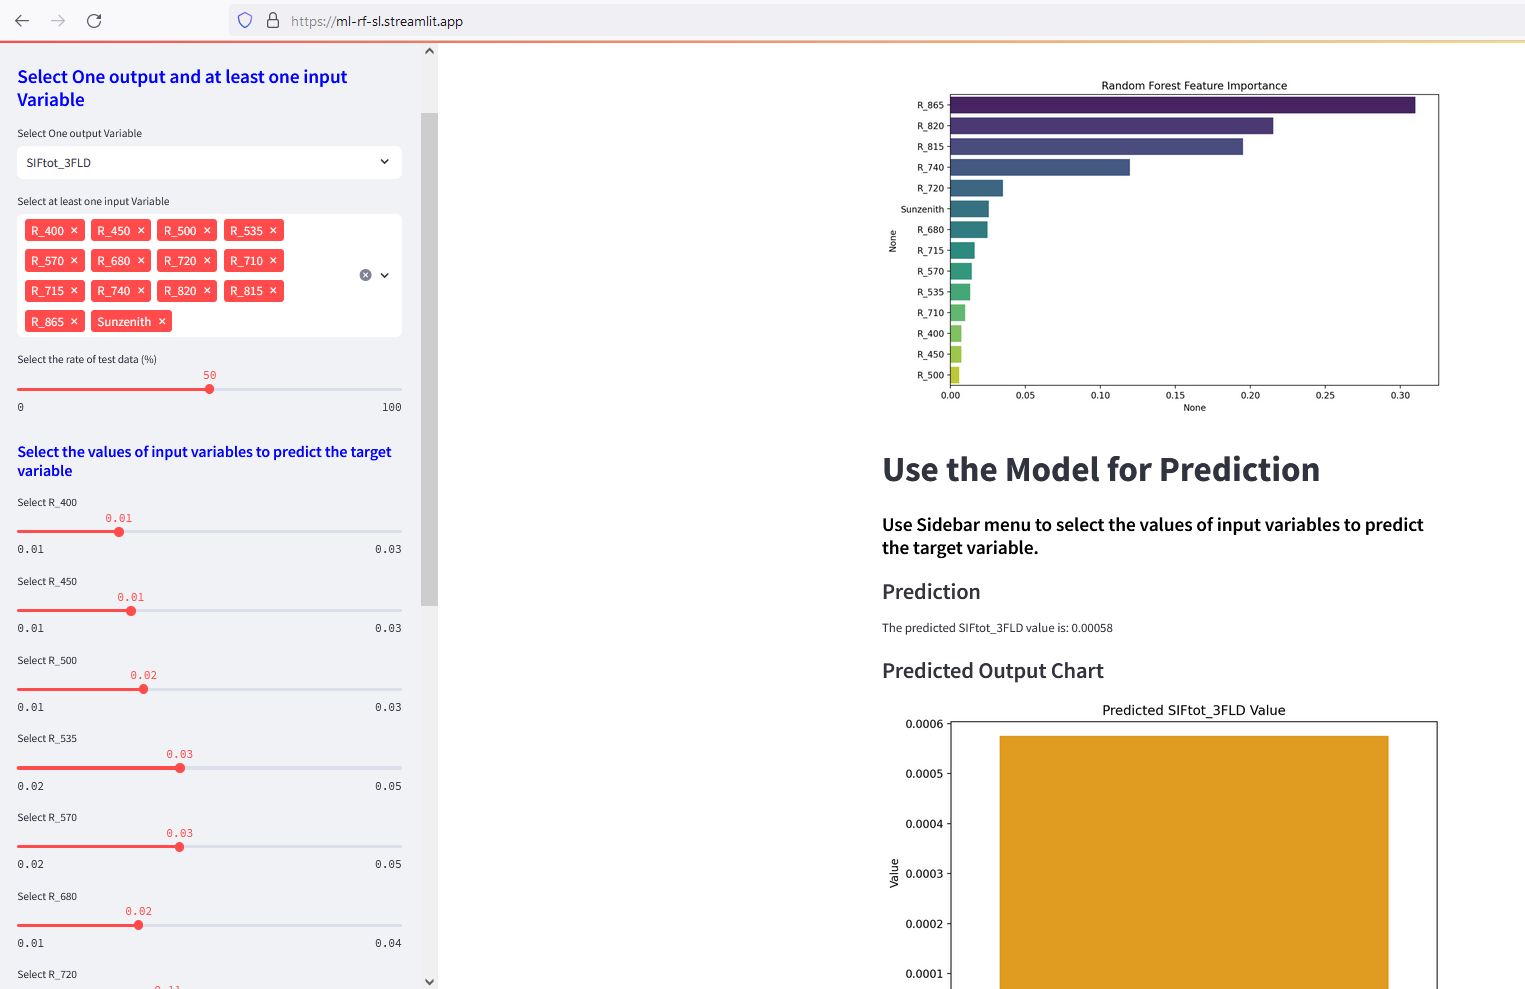 https://ml-rf-sl.streamlit.app
Select One output and at least one input
Variable
Select One output Variable
SIFtot_3FLD
Select at least one input Variable
R_400 × R_450 × R_500 × R_535 ×
R_570 × R_680 × R_720 × R_710 ×
R_715 × R_740 × R_820 × R_815 ×
R_865 × Sunzenith ×
Select the rate of test data (%)
50
0 100
Select the values of input variables to predict the target
variable
Select R_400
0.01
0.01 0.03
Select R_450
0.01
0.01 0.03
Select R_500
0.02
0.01 0.03
Select R_535
0.03
0.02 0.05
Select R_570
0.03
0.02 0.05
Select R_680
0.02
0.01 0.04
Select R_720
Random Forest Feature Importance
R_865
R_820
R_815
R_740
R_720
Sunzenith
R_680
R_715
R_570
R_535
R_710
R_400
R_450
R_500
None
0.00 0.05 0.10 0.15 0.20 0.25 0.30
None
Use the Model for Prediction
Use Sidebar menu to select the values of input variables to predict
the target variable.
Prediction
The predicted SIFtot_3FLD value is: 0.00058
Predicted Output Chart
Predicted SIFtot_3FLD Value
0.0006
0.0005
0.0004
0.0003
0.0002
0.0001
Value